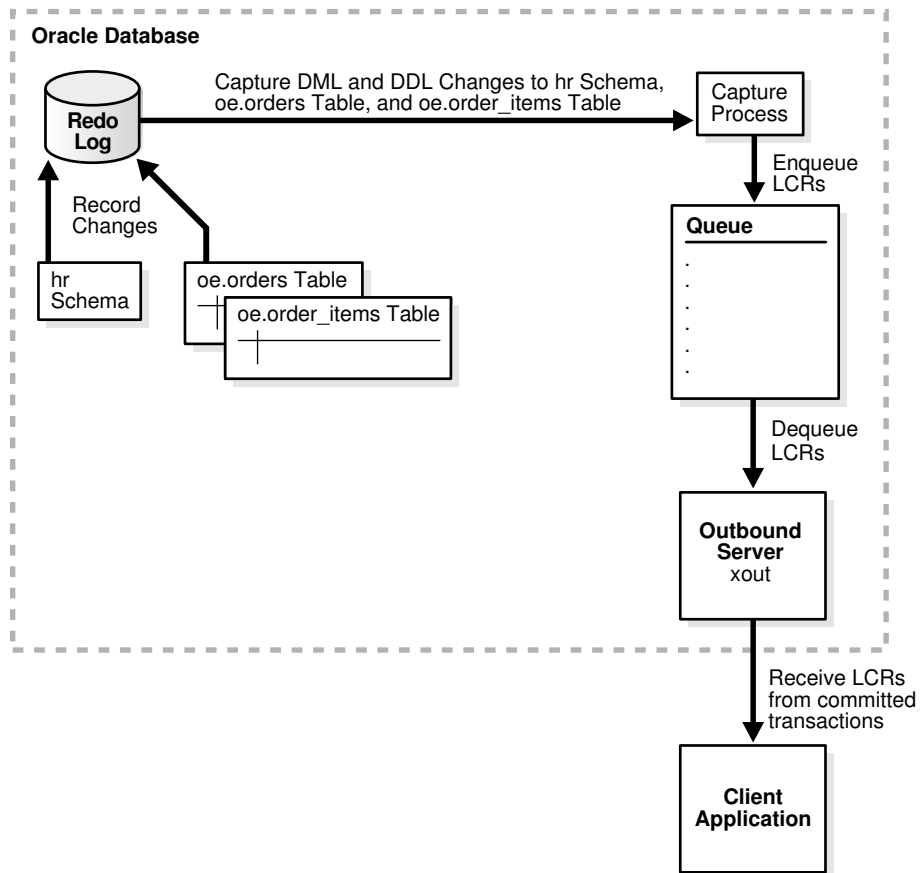 Oracle Database
Capture DML and DDL Changes to hr Schema,
oe.orders Table, and oe.order_items Table
Capture
Process
Redo
Log
Enqueue
LCRs
Record
Changes
Queue
.
.
.
.
.
.
hr
Schema
oe.orders Table
oe.order_items Table
Dequeue
LCRs
Outbound
Server
xout
Receive LCRs
from committed
transactions
Client
Application